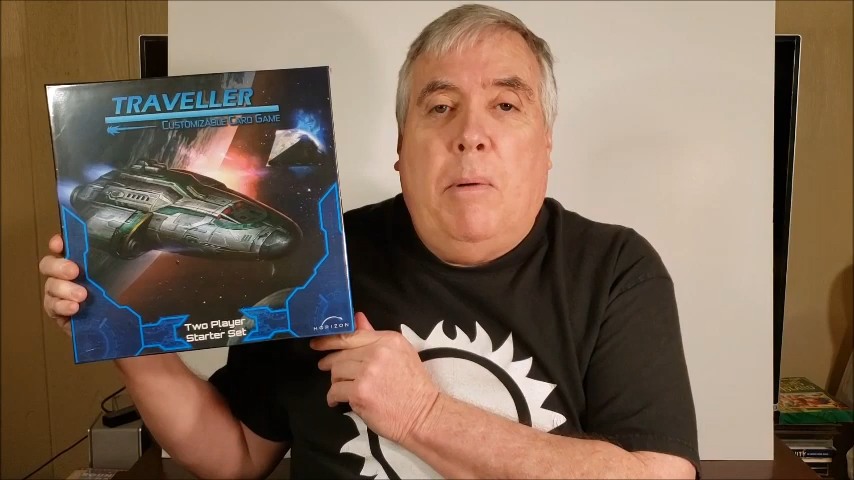 TRAVELLER
CUSTOMIZABLE CARD GAME
Two Player
Starter Set
HORIZON